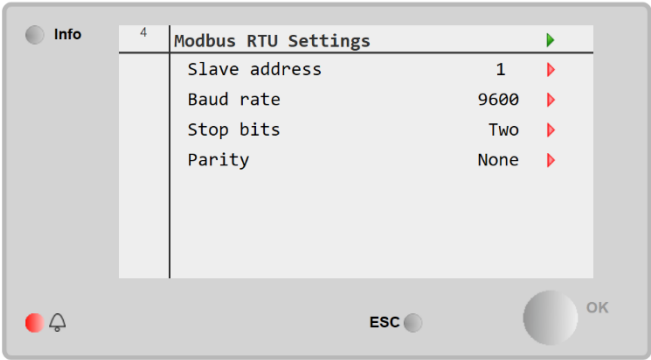 Info
4
Modbus RTU Settings
Slave address 1
Baud rate 9600
Stop bits Two
Parity None
ESC
OK